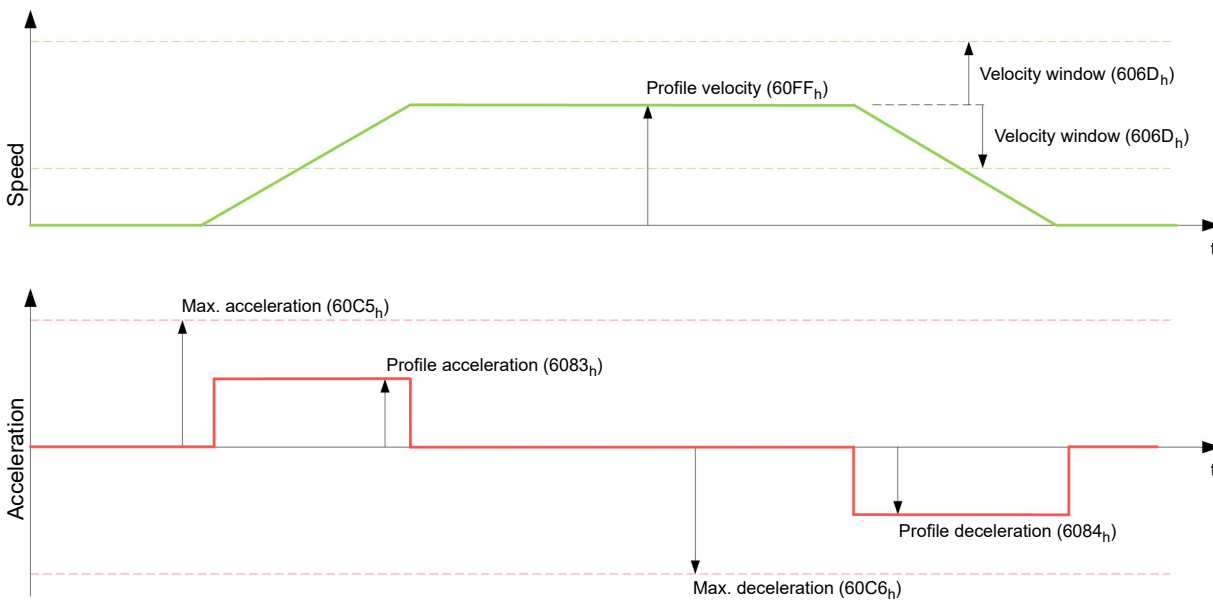 Velocity window (606Dₕ)
Profile velocity (60FFₕ)
Velocity window (606Dₕ)
Speed
t
Max. acceleration (60C5ₕ)
Profile acceleration (6083ₕ)
Acceleration
t
Profile deceleration (6084ₕ)
Max. deceleration (60C6ₕ)